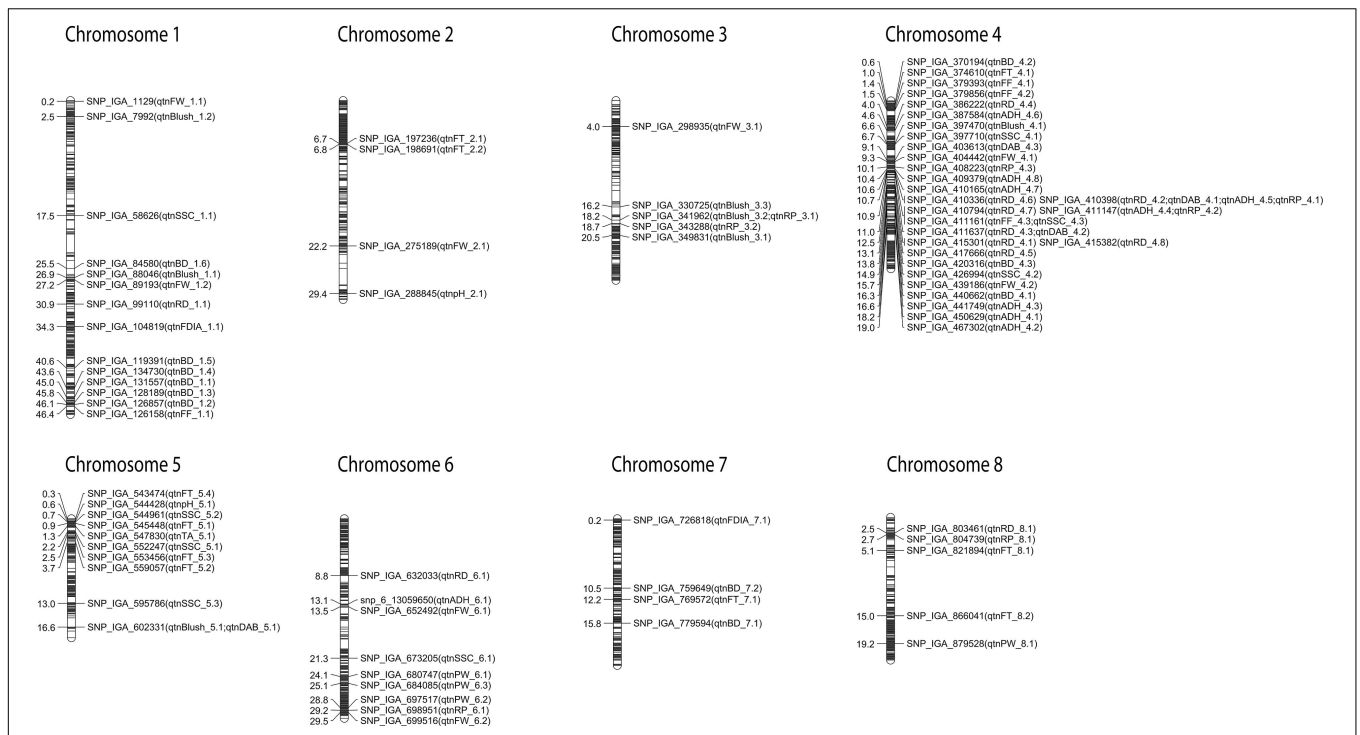 Chromosome 1
0.2 SNP_IGA_1129(qtnFW_1.1)
2.5 SNP_IGA_7992(qtnBlush_1.2)
17.5 SNP_IGA_58626(qtnSSC_1.1)
25.5 SNP_IGA_84580(qtnBD_1.6)
26.9 SNP_IGA_88046(qtnBlush_1.1)
27.2 SNP_IGA_89193(qtnFW_1.2)
30.9 SNP_IGA_99110(qtnRD_1.1)
34.3 SNP_IGA_104819(qtnFDIA_1.1)
40.6 SNP_IGA_119391(qtnBD_1.5)
43.6 SNP_IGA_134730(qtnBD_1.4)
45.0 SNP_IGA_131557(qtnBD_1.1)
45.8 SNP_IGA_128189(qtnBD_1.3)
46.1 SNP_IGA_126857(qtnBD_1.2)
46.4 SNP_IGA_126158(qtnFF_1.1)
Chromosome 2
6.7 SNP_IGA_197236(qtnFT_2.1)
6.8 SNP_IGA_198691(qtnFT_2.2)
22.2 SNP_IGA_275189(qtnFW_2.1)
29.4 SNP_IGA_288845(qtnpH_2.1)
Chromosome 3
4.0 SNP_IGA_298935(qtnFW_3.1)
16.2 SNP_IGA_330725(qtnBlush_3.3)
18.2 SNP_IGA_341962(qtnBlush_3.2;qtnRP_3.1)
18.7 SNP_IGA_343288(qtnRP_3.2)
20.5 SNP_IGA_349831(qtnBlush_3.1)
Chromosome 4
0.6 SNP_IGA_370194(qtnBD_4.2)
1.0 SNP_IGA_374610(qtnFT_4.1)
1.4 SNP_IGA_379393(qtnFF_4.1)
1.5 SNP_IGA_379856(qtnFF_4.2)
4.0 SNP_IGA_386222(qtnRD_4.4)
4.6 SNP_IGA_387584(qtnADH_4.6)
6.6 SNP_IGA_397470(qtnBlush_4.1)
6.7 SNP_IGA_397710(qtnSSC_4.1)
9.1 SNP_IGA_403613(qtnDAB_4.3)
9.3 SNP_IGA_404442(qtnFW_4.1)
10.1 SNP_IGA_408223(qtnRP_4.3)
10.4 SNP_IGA_409379(qtnADH_4.8)
10.6 SNP_IGA_410165(qtnADH_4.7)
10.7 SNP_IGA_410336(qtnRD_4.6) SNP_IGA_410398(qtnRD_4.2;qtnDAB_4.1;qtnADH_4.5;qtnRP_4.1)
SNP_IGA_410794(qtnRD_4.7) SNP_IGA_411147(qtnADH_4.4;qtnRP_4.2)
10.9 SNP_IGA_411161(qtnFF_4.3;qtnSSC_4.3)
11.0 SNP_IGA_411637(qtnRD_4.3;qtnDAB_4.2)
12.5 SNP_IGA_415301(qtnRD_4.1) SNP_IGA_415382(qtnRD_4.8)
13.1 SNP_IGA_417666(qtnRD_4.5)
13.8 SNP_IGA_420316(qtnBD_4.3)
14.9 SNP_IGA_426994(qtnSSC_4.2)
15.7 SNP_IGA_439186(qtnFW_4.2)
16.3 SNP_IGA_440662(qtnBD_4.1)
16.6 SNP_IGA_441749(qtnADH_4.3)
18.2 SNP_IGA_450629(qtnADH_4.1)
19.0 SNP_IGA_467302(qtnADH_4.2)
Chromosome 5
0.3 SNP_IGA_543474(qtnFT_5.4)
0.6 SNP_IGA_544428(qtnpH_5.1)
0.7 SNP_IGA_544961(qtnSSC_5.2)
0.9 SNP_IGA_545448(qtnFT_5.1)
1.3 SNP_IGA_547830(qtnTA_5.1)
2.2 SNP_IGA_552247(qtnSSC_5.1)
2.5 SNP_IGA_553456(qtnFT_5.3)
3.7 SNP_IGA_559057(qtnFT_5.2)
13.0 SNP_IGA_595786(qtnSSC_5.3)
16.6 SNP_IGA_602331(qtnBlush_5.1;qtnDAB_5.1)
Chromosome 6
8.8 SNP_IGA_632033(qtnRD_6.1)
13.1 snp_6_13059650(qtnADH_6.1)
13.5 SNP_IGA_652492(qtnFW_6.1)
21.3 SNP_IGA_673205(qtnSSC_6.1)
24.1 SNP_IGA_680747(qtnPW_6.1)
25.1 SNP_IGA_684085(qtnPW_6.3)
28.8 SNP_IGA_697517(qtnPW_6.2)
29.2 SNP_IGA_698951(qtnRP_6.1)
29.5 SNP_IGA_699516(qtnFW_6.2)
Chromosome 7
0.2 SNP_IGA_726818(qtnFDIA_7.1)
10.5 SNP_IGA_759649(qtnBD_7.2)
12.2 SNP_IGA_769572(qtnFT_7.1)
15.8 SNP_IGA_779594(qtnBD_7.1)
Chromosome 8
2.5 SNP_IGA_803461(qtnRD_8.1)
2.7 SNP_IGA_804739(qtnRP_8.1)
5.1 SNP_IGA_821894(qtnFT_8.1)
15.0 SNP_IGA_866041(qtnFT_8.2)
19.2 SNP_IGA_879528(qtnPW_8.1)